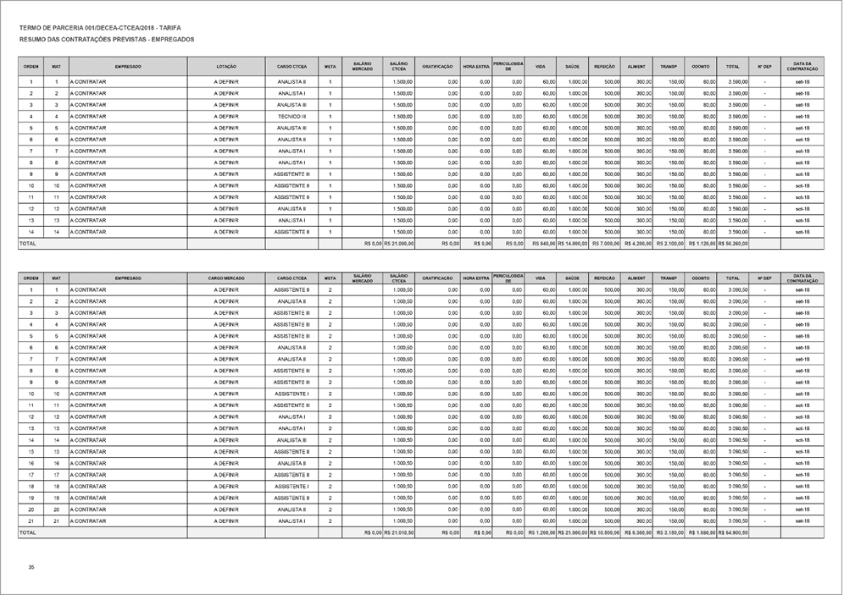 TERMO DE PARCERIA 001/DECEA-CTCEA/2018 - TARIFA
RESUMO DAS CONTRATAÇÕES PREVISTAS - EMPREGADOS
ORDEM MAT EMPREGADO LOTAÇÃO CARGO CTCEA META SALÁRIO MERCADO SALÁRIO CTCEA GRATIFICAÇÃO HORA EXTRA PERICULOSIDADE VIDA SAÚDE REFEIÇÃO ALIMENT TRANSP ODONTO TOTAL Nº DEP DATA DA CONTRATAÇÃO
1 1 A CONTRATAR A DEFINIR ANALISTA II 1 1.500,00 0,00 0,00 0,00 60,00 1.000,00 500,00 300,00 150,00 80,00 3.590,00 - set-18
2 2 A CONTRATAR A DEFINIR ANALISTA I 1 1.500,00 0,00 0,00 0,00 60,00 1.000,00 500,00 300,00 150,00 80,00 3.590,00 - set-18
3 3 A CONTRATAR A DEFINIR ANALISTA III 1 1.500,00 0,00 0,00 0,00 60,00 1.000,00 500,00 300,00 150,00 80,00 3.590,00 - set-18
4 4 A CONTRATAR A DEFINIR TECNICO III 1 1.500,00 0,00 0,00 0,00 60,00 1.000,00 500,00 300,00 150,00 80,00 3.590,00 - set-18
5 5 A CONTRATAR A DEFINIR ANALISTA III 1 1.500,00 0,00 0,00 0,00 60,00 1.000,00 500,00 300,00 150,00 80,00 3.590,00 - set-18
6 6 A CONTRATAR A DEFINIR ANALISTA II 1 1.500,00 0,00 0,00 0,00 60,00 1.000,00 500,00 300,00 150,00 80,00 3.590,00 - set-18
7 7 A CONTRATAR A DEFINIR ANALISTA I 1 1.500,00 0,00 0,00 0,00 60,00 1.000,00 500,00 300,00 150,00 80,00 3.590,00 - set-18
8 8 A CONTRATAR A DEFINIR ANALISTA I 1 1.500,00 0,00 0,00 0,00 60,00 1.000,00 500,00 300,00 150,00 80,00 3.590,00 - set-18
9 9 A CONTRATAR A DEFINIR ASSISTENTE III 1 1.500,00 0,00 0,00 0,00 60,00 1.000,00 500,00 300,00 150,00 80,00 3.590,00 - set-18
10 10 A CONTRATAR A DEFINIR ASSISTENTE II 1 1.500,00 0,00 0,00 0,00 60,00 1.000,00 500,00 300,00 150,00 80,00 3.590,00 - set-18
11 11 A CONTRATAR A DEFINIR ASSISTENTE II 1 1.500,00 0,00 0,00 0,00 60,00 1.000,00 500,00 300,00 150,00 80,00 3.590,00 - set-18
12 12 A CONTRATAR A DEFINIR ANALISTA II 1 1.500,00 0,00 0,00 0,00 60,00 1.000,00 500,00 300,00 150,00 80,00 3.590,00 - set-18
13 13 A CONTRATAR A DEFINIR ANALISTA I 1 1.500,00 0,00 0,00 0,00 60,00 1.000,00 500,00 300,00 150,00 80,00 3.590,00 - set-18
14 14 A CONTRATAR A DEFINIR ASSISTENTE II 1 1.500,00 0,00 0,00 0,00 60,00 1.000,00 500,00 300,00 150,00 80,00 3.590,00 - set-18
TOTAL R$ 0,00 R$ 21.000,00 R$ 0,00 R$ 0,00 R$ 0,00 R$ 840,00 R$ 14.000,00 R$ 7.000,00 R$ 4.200,00 R$ 2.100,00 R$ 1.120,00 R$ 50.260,00
ORDEM MAT EMPREGADO CARGO MERCADO CARGO CTCEA META SALÁRIO MERCADO SALÁRIO CTCEA GRATIFICAÇÃO HORA EXTRA PERICULOSIDADE VIDA SAÚDE REFEIÇÃO ALIMENT TRANSP ODONTO TOTAL Nº DEP DATA DA CONTRATAÇÃO
1 1 A CONTRATAR A DEFINIR ASSISTENTE II 2 1.000,50 0,00 0,00 0,00 60,00 1.000,00 500,00 300,00 150,00 80,00 3.090,50 - set-18
2 2 A CONTRATAR A DEFINIR ANALISTA II 2 1.000,50 0,00 0,00 0,00 60,00 1.000,00 500,00 300,00 150,00 80,00 3.090,50 - set-18
3 3 A CONTRATAR A DEFINIR ASSISTENTE III 2 1.000,50 0,00 0,00 0,00 60,00 1.000,00 500,00 300,00 150,00 80,00 3.090,50 - set-18
4 4 A CONTRATAR A DEFINIR ASSISTENTE III 2 1.000,50 0,00 0,00 0,00 60,00 1.000,00 500,00 300,00 150,00 80,00 3.090,50 - set-18
5 5 A CONTRATAR A DEFINIR ASSISTENTE III 2 1.000,50 0,00 0,00 0,00 60,00 1.000,00 500,00 300,00 150,00 80,00 3.090,50 - set-18
6 6 A CONTRATAR A DEFINIR ANALISTA II 2 1.000,50 0,00 0,00 0,00 60,00 1.000,00 500,00 300,00 150,00 80,00 3.090,50 - set-18
7 7 A CONTRATAR A DEFINIR ANALISTA II 2 1.000,50 0,00 0,00 0,00 60,00 1.000,00 500,00 300,00 150,00 80,00 3.090,50 - set-18
8 8 A CONTRATAR A DEFINIR ASSISTENTE III 2 1.000,50 0,00 0,00 0,00 60,00 1.000,00 500,00 300,00 150,00 80,00 3.090,50 - set-18
9 9 A CONTRATAR A DEFINIR ASSISTENTE III 2 1.000,50 0,00 0,00 0,00 60,00 1.000,00 500,00 300,00 150,00 80,00 3.090,50 - set-18
10 10 A CONTRATAR A DEFINIR ASSISTENTE I 2 1.000,50 0,00 0,00 0,00 60,00 1.000,00 500,00 300,00 150,00 80,00 3.090,50 - set-18
11 11 A CONTRATAR A DEFINIR ASSISTENTE III 2 1.000,50 0,00 0,00 0,00 60,00 1.000,00 500,00 300,00 150,00 80,00 3.090,50 - set-18
12 12 A CONTRATAR A DEFINIR ANALISTA I 2 1.000,50 0,00 0,00 0,00 60,00 1.000,00 500,00 300,00 150,00 80,00 3.090,50 - set-18
13 13 A CONTRATAR A DEFINIR ANALISTA I 2 1.000,50 0,00 0,00 0,00 60,00 1.000,00 500,00 300,00 150,00 80,00 3.090,50 - set-18
14 14 A CONTRATAR A DEFINIR ANALISTA III 2 1.000,50 0,00 0,00 0,00 60,00 1.000,00 500,00 300,00 150,00 80,00 3.090,50 - set-18
15 15 A CONTRATAR A DEFINIR ASSISTENTE II 2 1.000,50 0,00 0,00 0,00 60,00 1.000,00 500,00 300,00 150,00 80,00 3.090,50 - set-18
16 16 A CONTRATAR A DEFINIR ANALISTA II 2 1.000,50 0,00 0,00 0,00 60,00 1.000,00 500,00 300,00 150,00 80,00 3.090,50 - set-18
17 17 A CONTRATAR A DEFINIR ASSISTENTE II 2 1.000,50 0,00 0,00 0,00 60,00 1.000,00 500,00 300,00 150,00 80,00 3.090,50 - set-18
18 18 A CONTRATAR A DEFINIR ASSISTENTE I 2 1.000,50 0,00 0,00 0,00 60,00 1.000,00 500,00 300,00 150,00 80,00 3.090,50 - set-18
19 19 A CONTRATAR A DEFINIR ASSISTENTE II 2 1.000,50 0,00 0,00 0,00 60,00 1.000,00 500,00 300,00 150,00 80,00 3.090,50 - set-18
20 20 A CONTRATAR A DEFINIR ANALISTA II 2 1.000,50 0,00 0,00 0,00 60,00 1.000,00 500,00 300,00 150,00 80,00 3.090,50 - set-18
21 21 A CONTRATAR A DEFINIR ANALISTA I 2 1.000,50 0,00 0,00 0,00 60,00 1.000,00 500,00 300,00 150,00 80,00 3.090,50 - set-18
TOTAL R$ 0,00 R$ 21.010,50 R$ 0,00 R$ 0,00 R$ 0,00 R$ 1.260,00 R$ 21.000,00 R$ 10.500,00 R$ 6.300,00 R$ 3.150,00 R$ 1.680,00 R$ 64.900,50
35